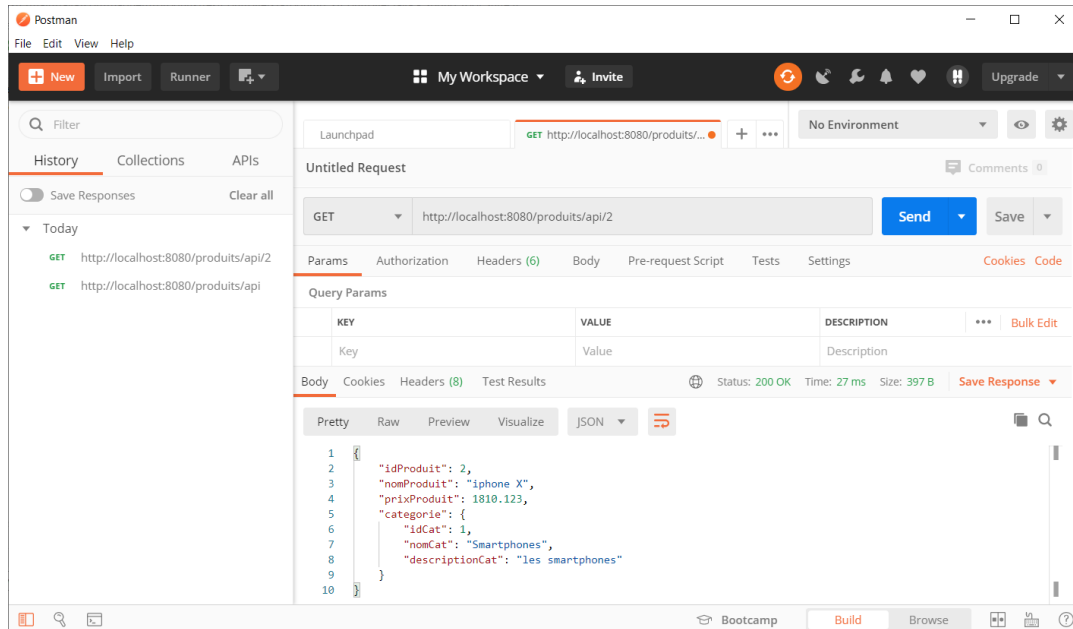 Postman
File Edit View Help
New Import Runner My Workspace Invite Upgrade
Filter
History Collections APIs
Save Responses Clear all
Today
GET http://localhost:8080/produits/api/2
GET http://localhost:8080/produits/api
Launchpad GET http://localhost:8080/produits/... No Environment
Untitled Request Comments 0
GET http://localhost:8080/produits/api/2 Send Save
Params Authorization Headers (6) Body Pre-request Script Tests Settings Cookies Code
Query Params
KEY VALUE DESCRIPTION Bulk Edit
Key Value Description
Body Cookies Headers (8) Test Results Status: 200 OK Time: 27 ms Size: 397 B Save Response
Pretty Raw Preview Visualize JSON
1 {
2 "idProduit": 2,
3 "nomProduit": "iphone X",
4 "prixProduit": 1810.123,
5 "categorie": {
6 "idCat": 1,
7 "nomCat": "Smartphones",
8 "descriptionCat": "les smartphones"
9 }
10 }
Bootcamp Build Browse